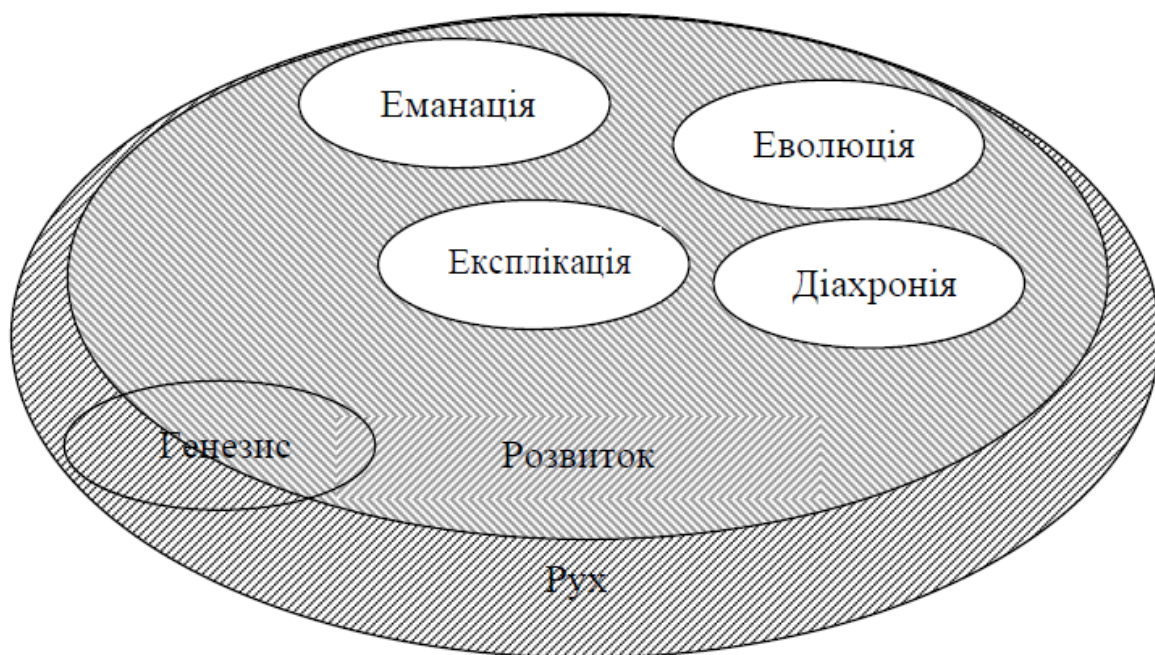 Еманація
Еволюція
Експлікація
Діахронія
Генезис
Розвиток
Рух